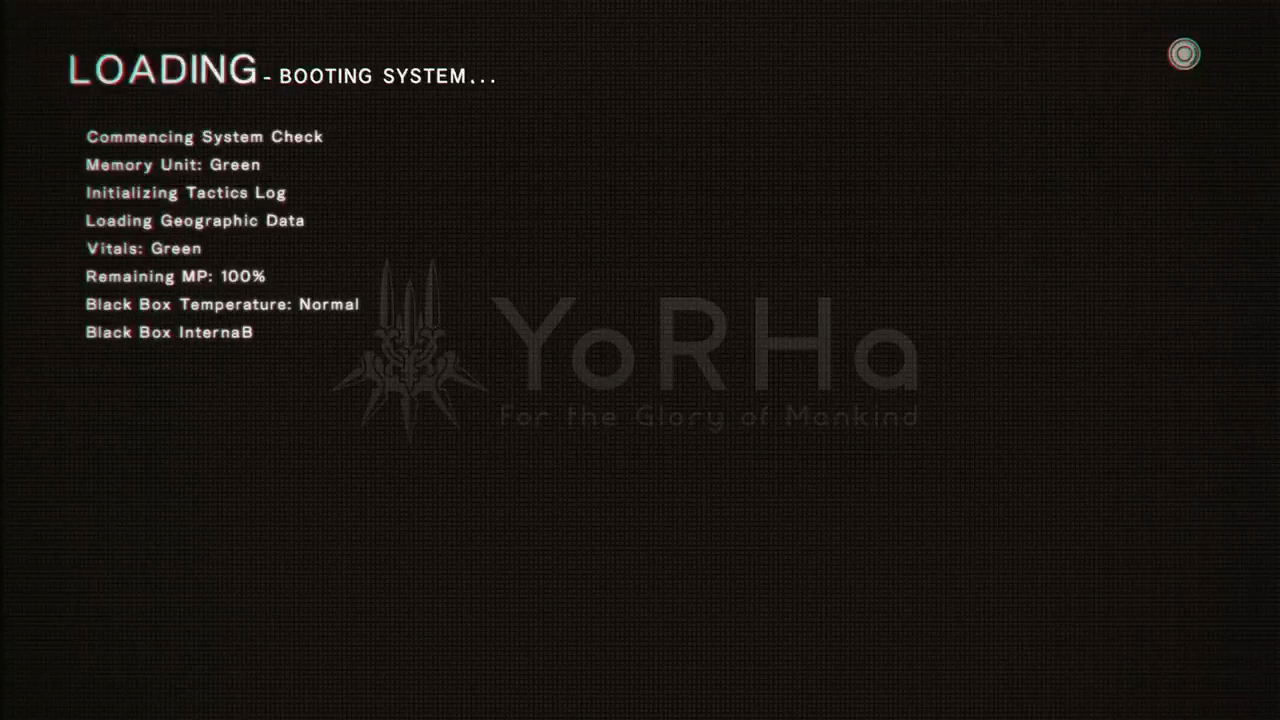 LOADING - BOOTING SYSTEM...
Commencing System Check
Memory Unit: Green
Initializing Tactics Log
Loading Geographic Data
Vitals: Green
Remaining MP: 100%
Black Box Temperature: Normal
Black Box InternaB
YoRHa
For the Glory of Mankind